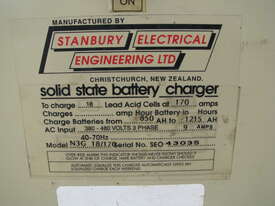 ON
MANUFACTURED BY
STANBURY ELECTRICAL
ENGINEERING LTD
CHRISTCHURCH, NEW ZEALAND.
solid state battery charger
To charge 18 Lead Acid Cells at 170 amps
Charges amp Hour Battery in Hours
Charge Batteries from 850 AH to 1215 AH
AC Input 380-480 VOLTS 3 PHASE 9 AMPS
40-70Hz
Model N3G 18/170 Serial No. SEO 43035